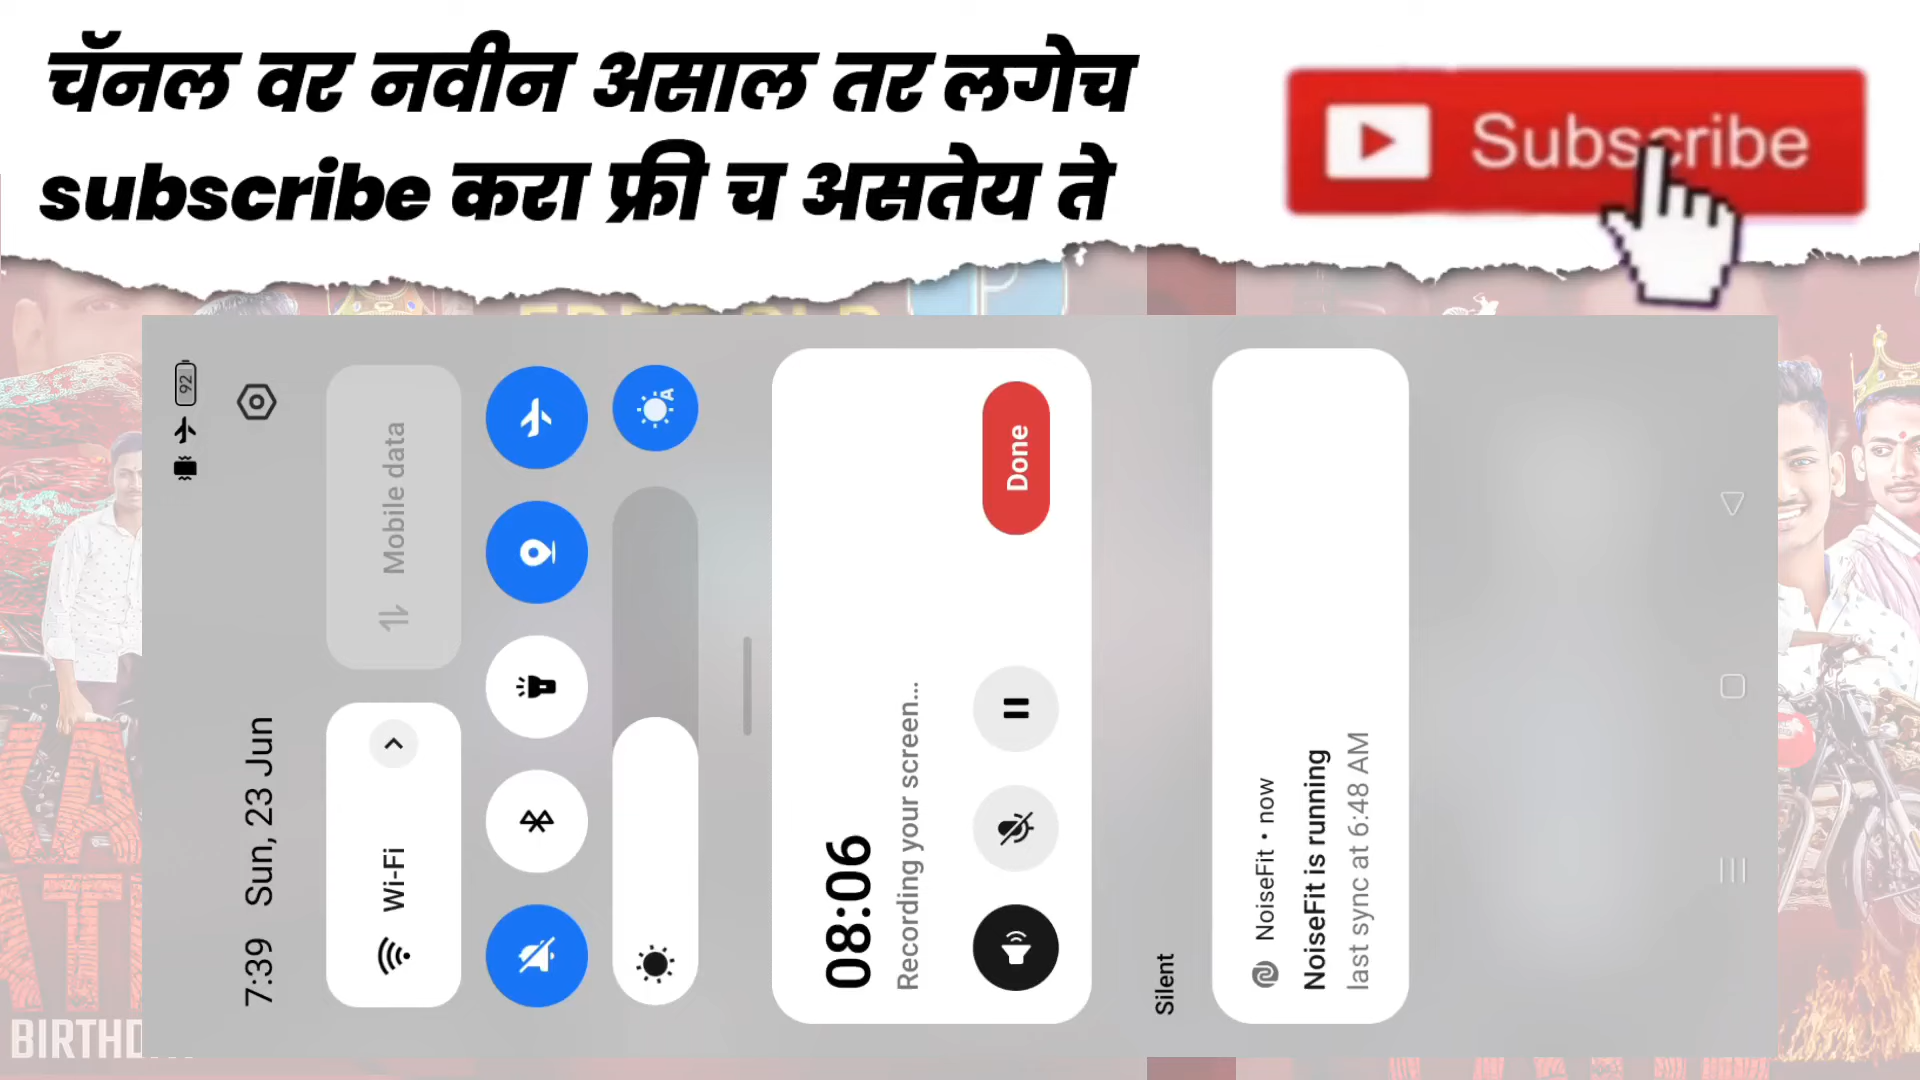 चॅनल वर नवीन असाल तर लगेच
subscribe करा फ्री च असतेय ते
Subscribe
92
7:39 Sun, 23 Jun
Wi-Fi
Mobile data
08:06
Recording your screen...
Done
Silent
NoiseFit • now
NoiseFit is running
last sync at 6:48 AM